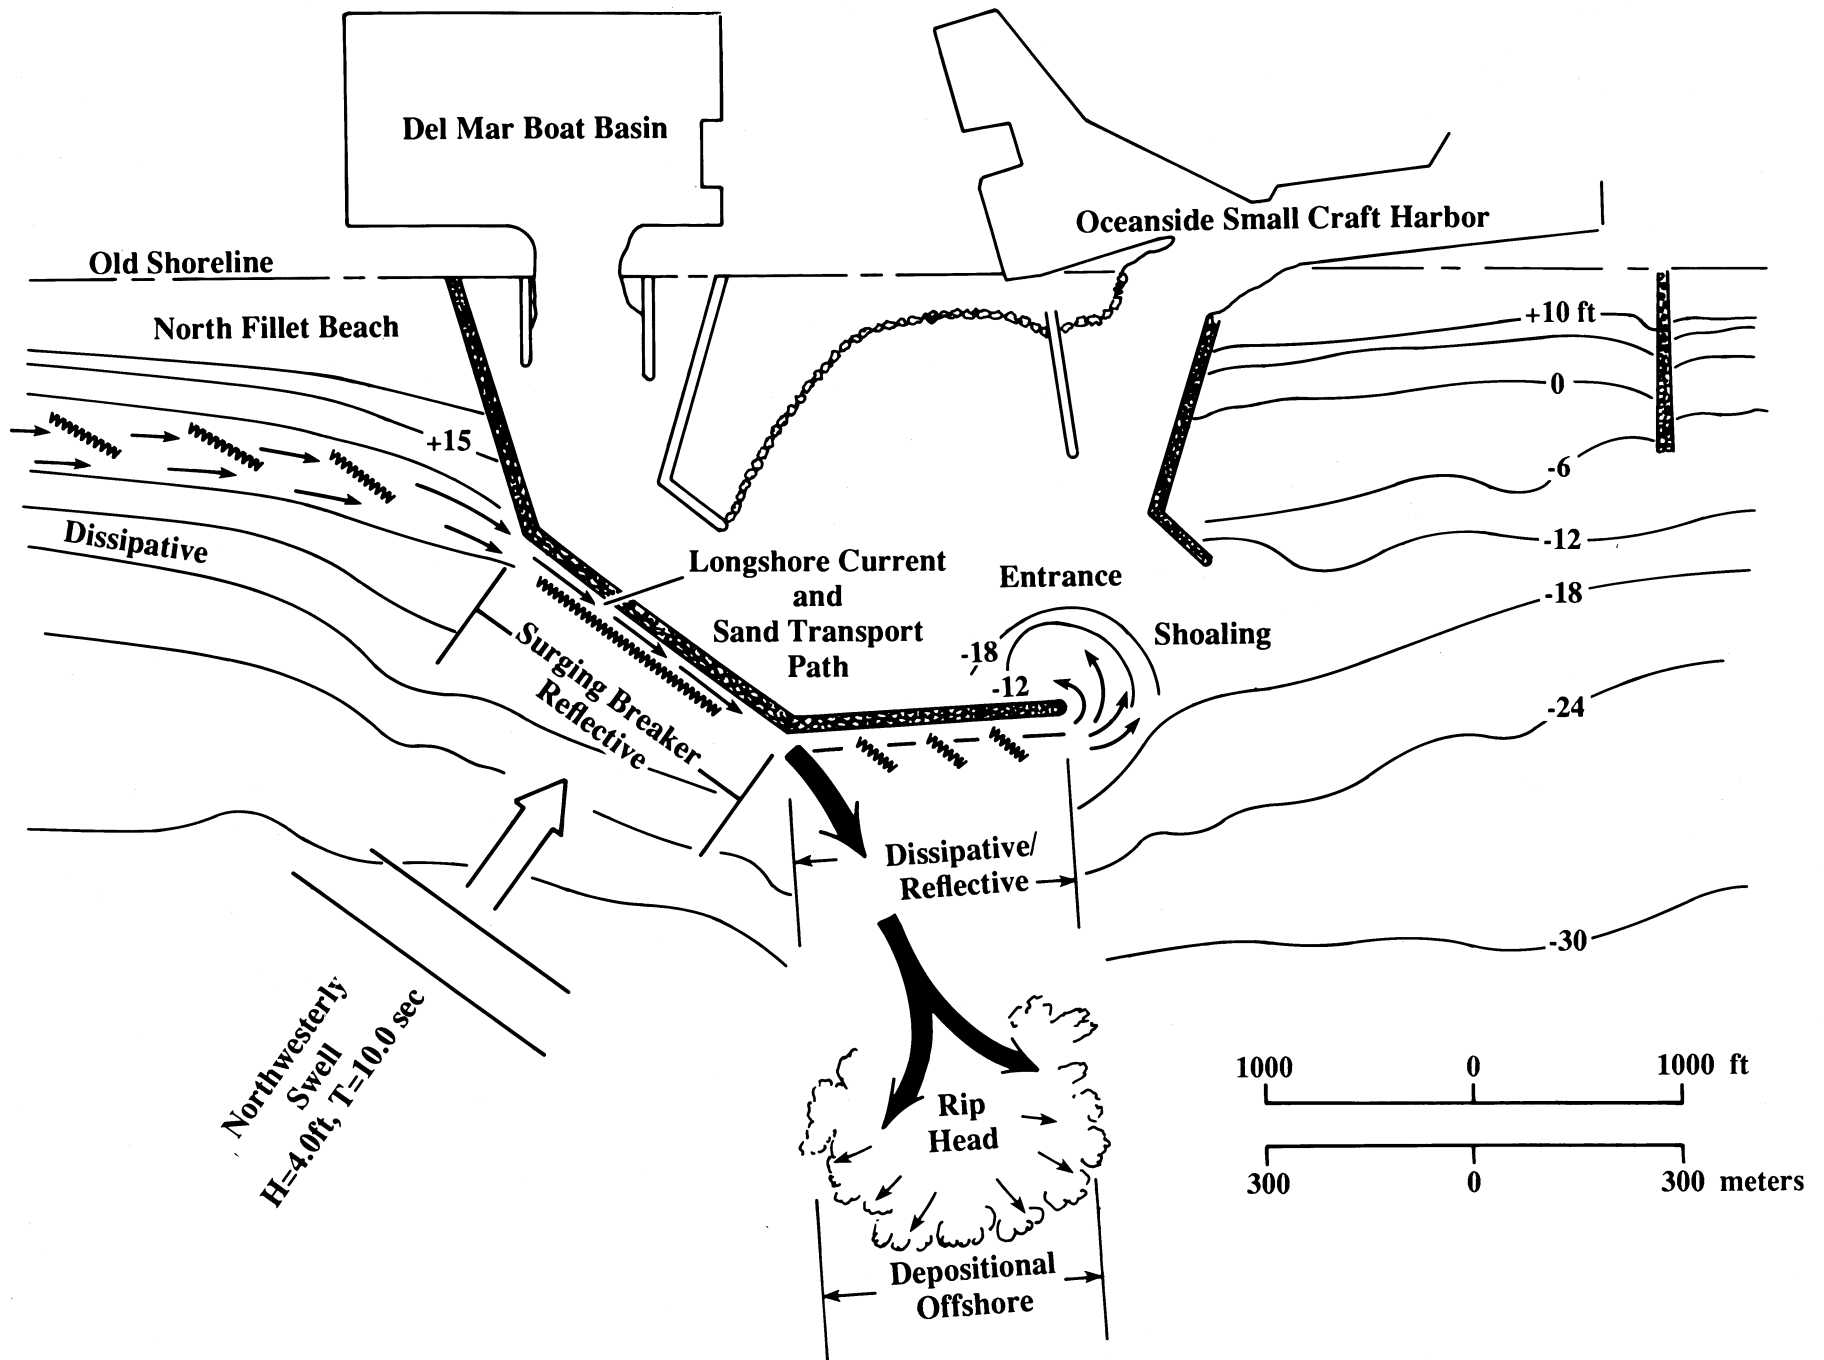 Del Mar Boat Basin
Oceanside Small Craft Harbor
Old Shoreline
North Fillet Beach
+10 ft
0
+15
-6
Dissipative
-12
Longshore Current
and
Sand Transport
Path
Entrance
-18
Shoaling
-18
-12
-24
Surging Breaker
Reflective
Dissipative/
Reflective
-30
Northwesterly
Swell
H=4.0ft, T=10.0 sec
1000 0 1000 ft
Rip
Head
300 0 300 meters
Depositional
Offshore